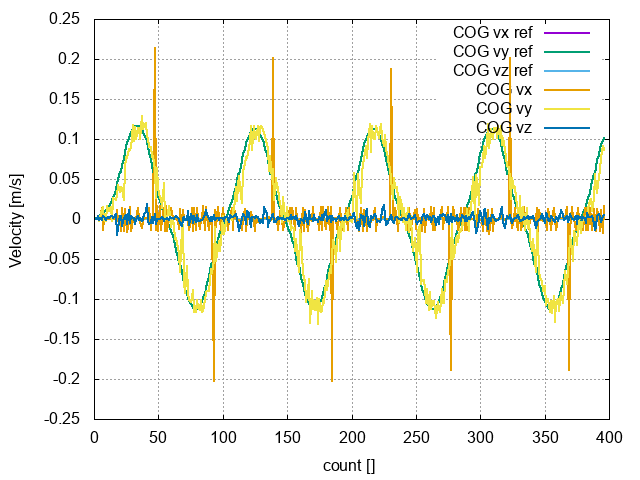 0.25
0.2
0.15
0.1
0.05
0
-0.05
-0.1
-0.15
-0.2
-0.25
Velocity [m/s]
COG vx ref
COG vy ref
COG vz ref
COG vx
COG vy
COG vz
0 50 100 150 200 250 300 350 400
count []